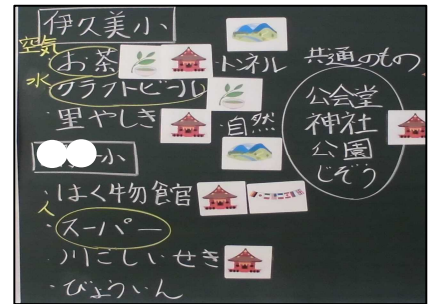 伊久美小
空気
お茶 ・トンネル
水
クラフトビール
・里やしき ・自然
小
・はく物館
人
・スーパー
・川ごしいせき
・びょういん
共通のもの
公会堂
神社
公園
じぞう